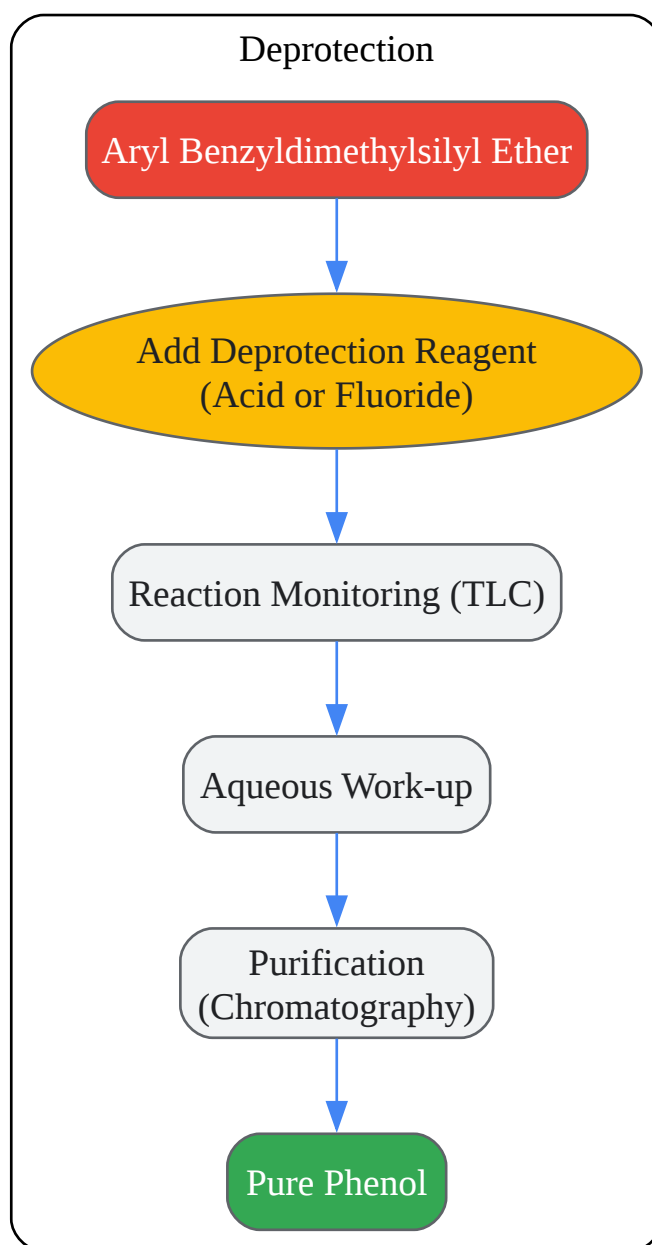 Deprotection
Aryl Benzyldimethylsilyl Ether
Add Deprotection Reagent
(Acid or Fluoride)
Reaction Monitoring (TLC)
Aqueous Work-up
Purification
(Chromatography)
Pure Phenol